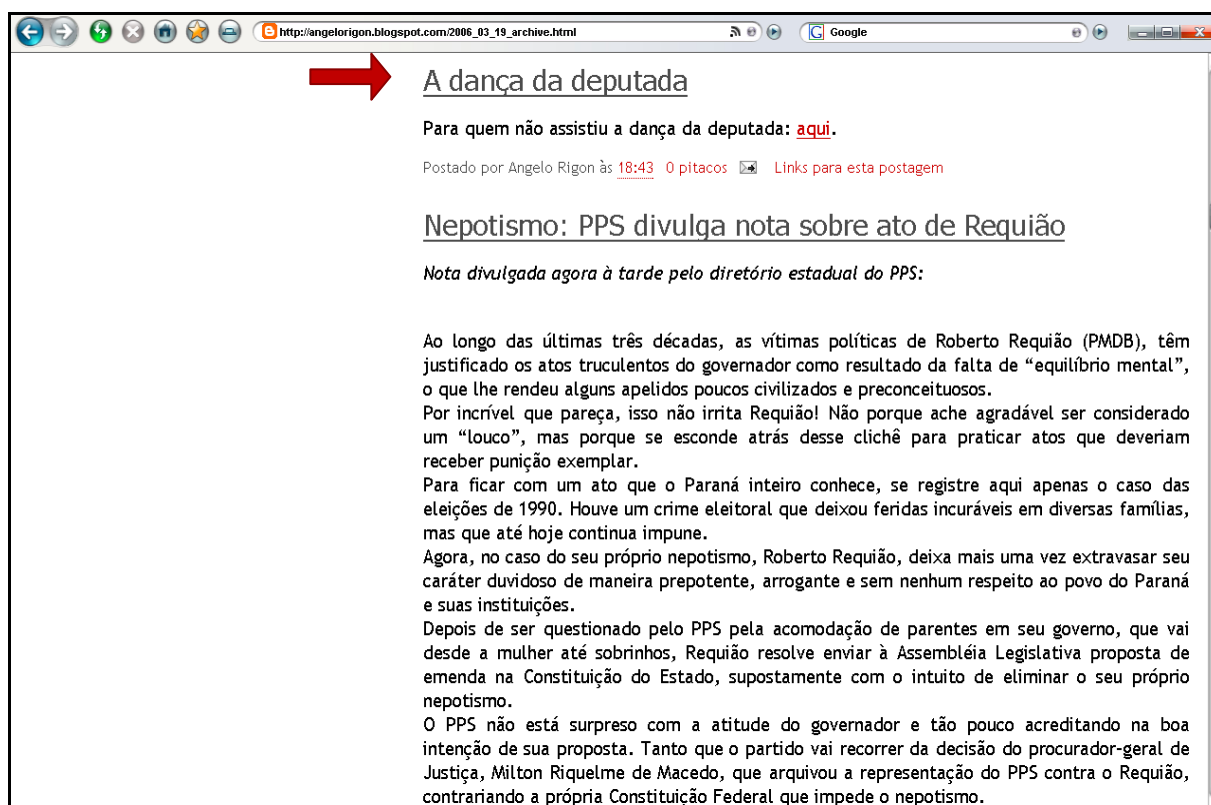 http://angelorigon.blogspot.com/2006_03_19_archive.html
Google
A dança da deputada
Para quem não assistiu a dança da deputada: aqui.
Postado por Angelo Rigon às 18:43 0 pitacos Links para esta postagem
Nepotismo: PPS divulga nota sobre ato de Requião
Nota divulgada agora à tarde pelo diretório estadual do PPS:
Ao longo das últimas três décadas, as vítimas políticas de Roberto Requião (PMDB), têm
justificado os atos truculentos do governador como resultado da falta de “equilíbrio mental”,
o que lhe rendeu alguns apelidos poucos civilizados e preconceituosos.
Por incrível que pareça, isso não irrita Requião! Não porque ache agradável ser considerado
um “louco”, mas porque se esconde atrás desse clichê para praticar atos que deveriam
receber punição exemplar.
Para ficar com um ato que o Paraná inteiro conhece, se registre aqui apenas o caso das
eleições de 1990. Houve um crime eleitoral que deixou feridas incuráveis em diversas famílias,
mas que até hoje continua impune.
Agora, no caso do seu próprio nepotismo, Roberto Requião, deixa mais uma vez extravasar seu
caráter duvidoso de maneira prepotente, arrogante e sem nenhum respeito ao povo do Paraná
e suas instituições.
Depois de ser questionado pelo PPS pela acomodação de parentes em seu governo, que vai
desde a mulher até sobrinhos, Requião resolve enviar à Assembléia Legislativa proposta de
emenda na Constituição do Estado, supostamente com o intuito de eliminar o seu próprio
nepotismo.
O PPS não está surpreso com a atitude do governador e tão pouco acreditando na boa
intenção de sua proposta. Tanto que o partido vai recorrer da decisão do procurador-geral de
Justiça, Milton Riquelme de Macedo, que arquivou a representação do PPS contra o Requião,
contrariando a própria Constituição Federal que impede o nepotismo.